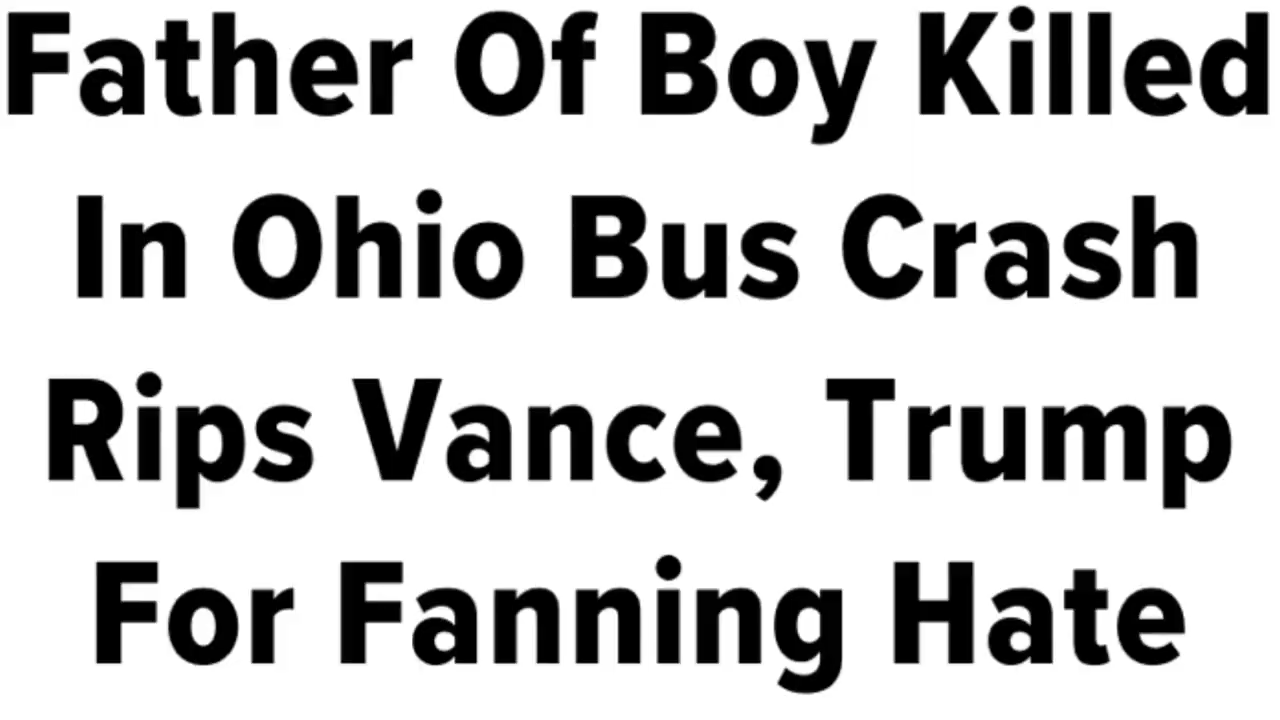 Father Of Boy Killed
In Ohio Bus Crash
Rips Vance, Trump
For Fanning Hate